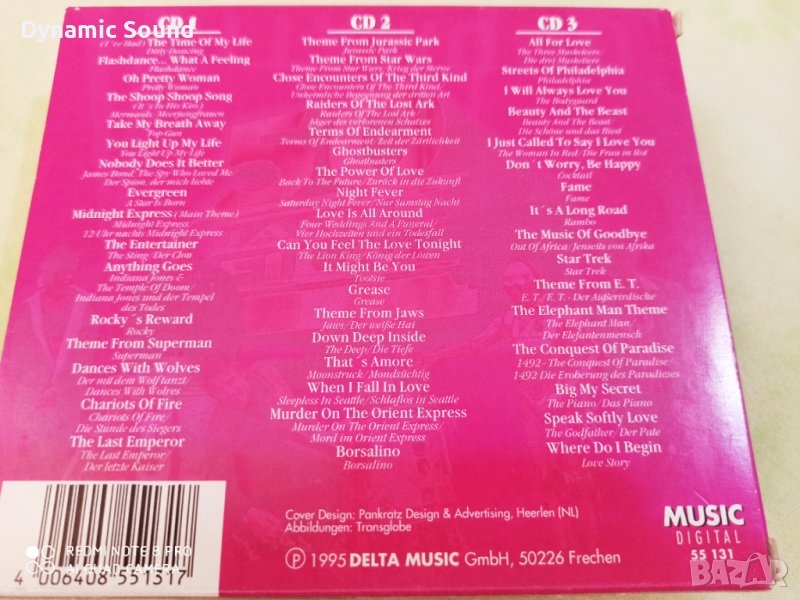 Dynamic Sound
CD 1
(I've Had) The Time Of My Life
Dirty Dancing
Flashdance... What A Feeling
Flashdance
Oh Pretty Woman
Pretty Woman
The Shoop Shoop Song
(It´s In His Kiss)
Mermaids/Meerjungfrauen
Take My Breath Away
Top Gun
You Light Up My Life
You Light Up My Life
Nobody Does It Better
James Bond: The Spy Who Loved Me
Der Spion, der mich liebte
Evergreen
A Star Is Born
Midnight Express (Main Theme)
Midnight Express/
12 Uhr nachts Midnight Express
The Entertainer
The Sting/Der Clou
Anything Goes
Indiana Jones &
The Temple Of Doom/
Indiana Jones und der Tempel
des Todes
Rocky´s Reward
Rocky
Theme From Superman
Superman
Dances With Wolves
Der mit dem Wolf tanzt/
Dances With Wolves
Chariots Of Fire
Chariots Of Fire/
Die Stunde des Siegers
The Last Emperor
The Last Emperor/
Der letzte Kaiser
CD 2
Theme From Jurassic Park
Jurassic Park
Theme From Star Wars
Theme From Star Wars/Krieg der Sterne
Close Encounters Of The Third Kind
Close Encounters Of The Third Kind/
Unheimliche Begegnung der dritten Art
Raiders Of The Lost Ark
Raiders Of The Lost Ark/
Jäger des verlorenen Schatzes
Terms Of Endearment
Terms Of Endearment/Zeit der Zärtlichkeit
Ghostbusters
Ghostbusters
The Power Of Love
Back To The Future/Zurück in die Zukunft
Night Fever
Saturday Night Fever/Nur Samstag Nacht
Love Is All Around
Four Weddings And A Funeral/
Vier Hochzeiten und ein Todesfall
Can You Feel The Love Tonight
The Lion King/König der Löwen
It Might Be You
Tootsie
Grease
Grease
Theme From Jaws
Jaws/Der weiße Hai
Down Deep Inside
The Deep/Die Tiefe
That´s Amore
Moonstruck/Mondsüchtig
When I Fall In Love
Sleepless In Seattle/Schlaflos in Seattle
Murder On The Orient Express
Murder On The Orient Express/
Mord im Orient Express
Borsalino
Borsalino
CD 3
All For Love
The Three Musketeers/
Die drei Musketiere
Streets Of Philadelphia
Philadelphia
I Will Always Love You
The Bodyguard
Beauty And The Beast
Beauty And The Beast/
Die Schöne und das Biest
I Just Called To Say I Love You
The Woman In Red/Die Frau in Rot
Don´t Worry, Be Happy
Cocktail
Fame
Fame
It´s A Long Road
Rambo
The Music Of Goodbye
Out Of Africa/Jenseits von Afrika
Star Trek
Star Trek
Theme From E. T.
E. T./E. T. - Der Außerirdische
The Elephant Man Theme
The Elephant Man/
Der Elefantenmensch
The Conquest Of Paradise
1492-The Conquest Of Paradise/
1492 Die Eroberung des Paradieses
Big My Secret
The Piano/Das Piano
Speak Softly Love
The Godfather/Der Pate
Where Do I Begin
Love Story
Cover Design: Pankratz Design & Advertising, Heerlen (NL)
Abbildungen: Transglobe
Ⓟ 1995 DELTA MUSIC GmbH, 50226 Frechen
MUSIC
DIGITAL
55 131
4 006408 551317
REDMI NOTE 8 PRO
AI QUAD CAMERA
BAZAR